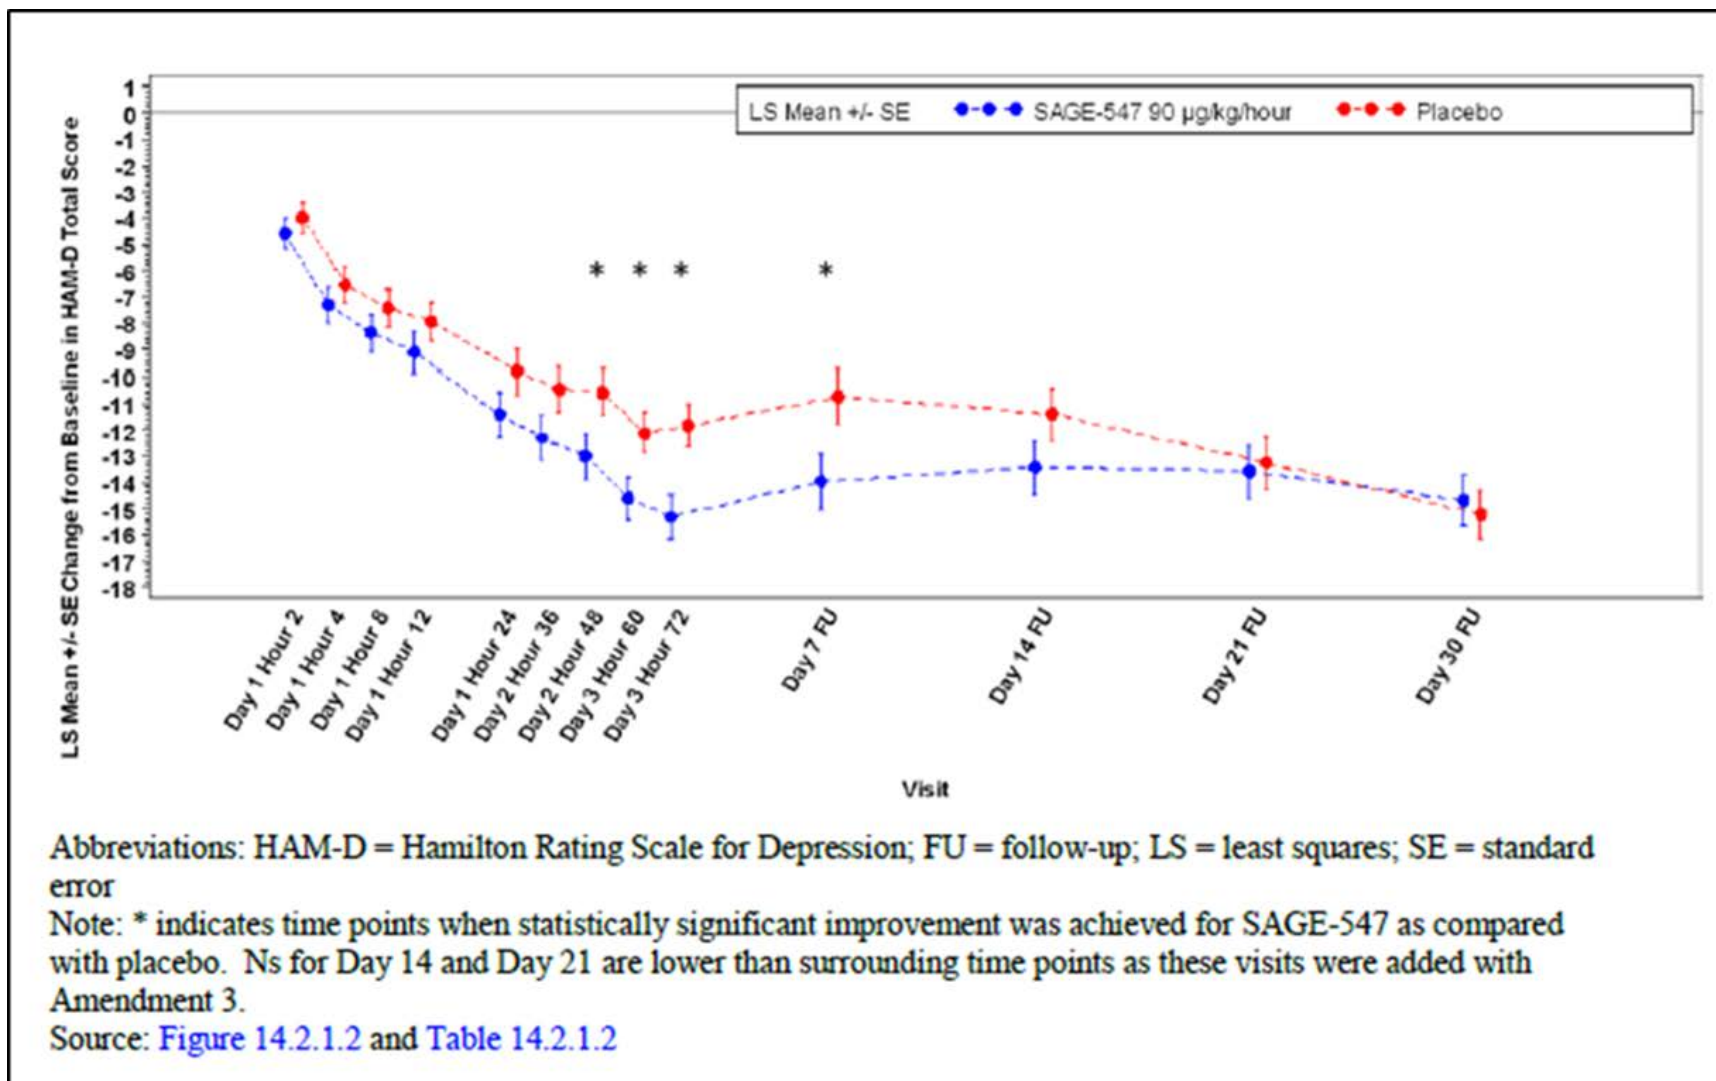 LS Mean +/- SE Change from Baseline in HAM-D Total Score
1
0
-1
-2
-3
-4
-5
-6
-7
-8
-9
-10
-11
-12
-13
-14
-15
-16
-17
-18
LS Mean +/- SE SAGE-547 90 µg/kg/hour Placebo
* * * *
Day 1 Hour 2
Day 1 Hour 4
Day 1 Hour 8
Day 1 Hour 12
Day 1 Hour 24
Day 2 Hour 36
Day 2 Hour 48
Day 3 Hour 60
Day 3 Hour 72
Day 7 FU
Day 14 FU
Day 21 FU
Day 30 FU
Visit
Abbreviations: HAM-D = Hamilton Rating Scale for Depression; FU = follow-up; LS = least squares; SE = standard
error
Note: * indicates time points when statistically significant improvement was achieved for SAGE-547 as compared
with placebo. Ns for Day 14 and Day 21 are lower than surrounding time points as these visits were added with
Amendment 3.
Source: Figure 14.2.1.2 and Table 14.2.1.2